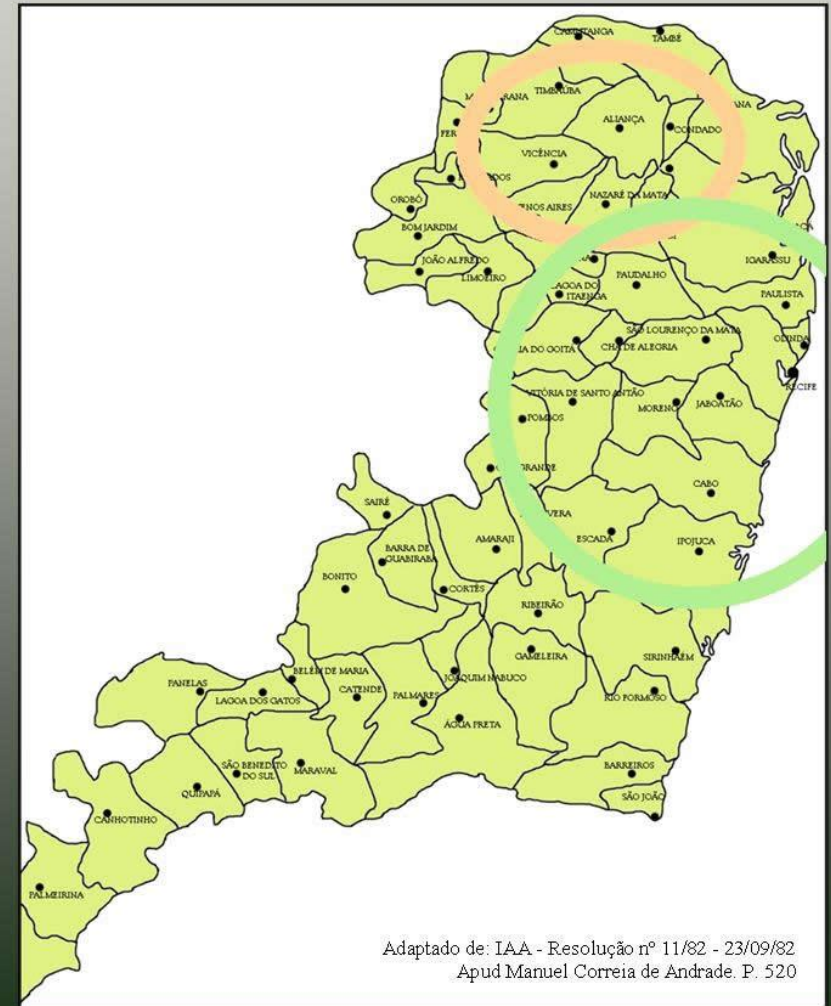 CAMUTANGA
TAMBÉ
TIMBAÚBA
ALIANÇA
CONDADO
VICÊNCIA
NAZARÉ DA MATA
OROBÓ
BOM JARDIM
JOÃO ALFREDO
LIMOEIRO
LAGOA DO
ITAENGA
PAUDALHO
IGARASSU
PAULISTA
SÃO LOURENÇO DA MATA
CHÃ DE ALEGRIA
OLINDA
RECIFE
VITÓRIA DE SANTO ANTÃO
MORENO
JABOATÃO
POMBOS
CABO
SAIRÉ
ESCADA
IPOJUCA
AMARAJI
BARRA DE
GUABIRABA
BONITO
CORTÊS
RIBEIRÃO
GAMELEIRA
SIRINHAÉM
BELÉM DE MARIA
JOAQUIM NABUCO
PANELAS
LAGOA DOS GATOS
CATENDE
PALMARES
RIO FORMOSO
ÁGUA PRETA
SÃO BENEDITO
DO SUL
MARAVAL
BARREIROS
QUIPAPÁ
SÃO JOÃO
CANHOTINHO
PALMEIRINA
Adaptado de: IAA - Resolução nº 11/82 - 23/09/82
Apud Manuel Correia de Andrade. P. 520